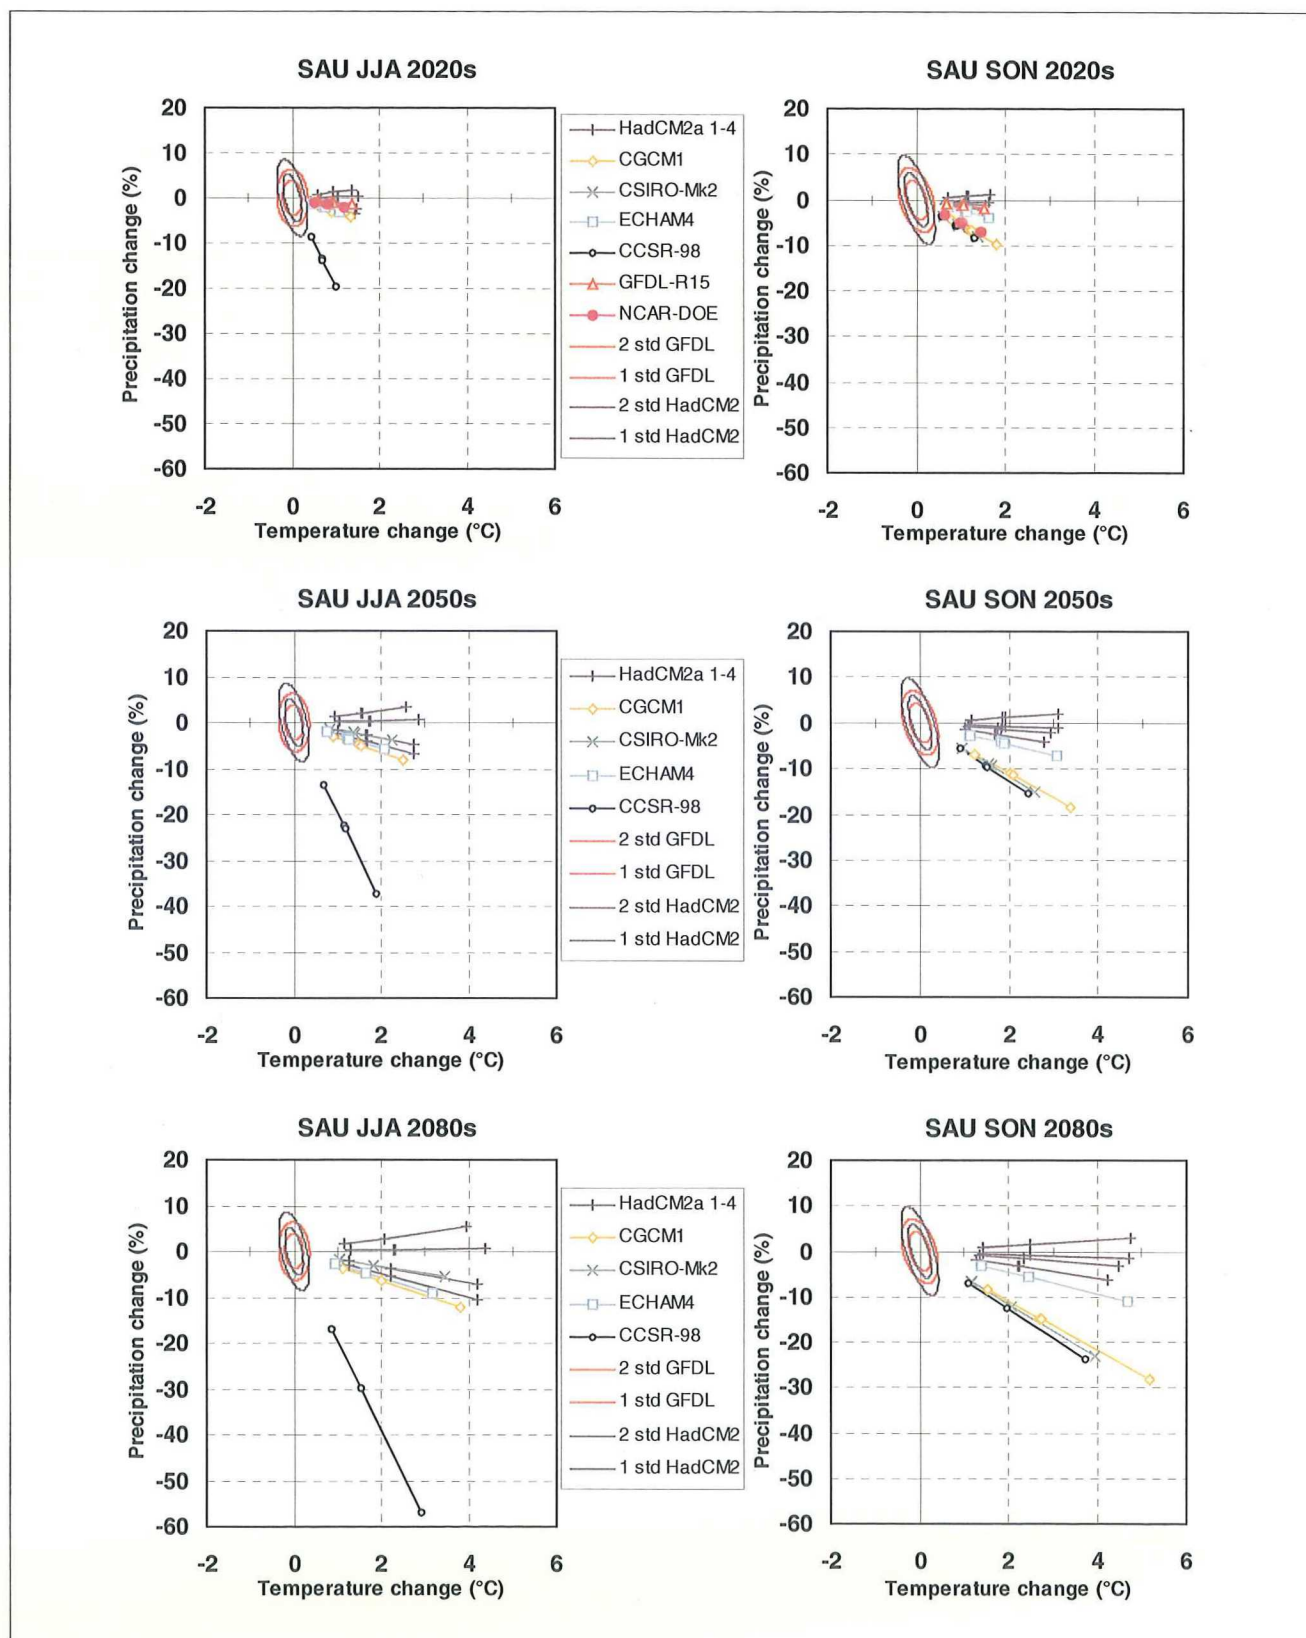 SAU JJA 2020s
20
10
0
-10
-20
-30
-40
-50
-60
Precipitation change (%)
-2 0 2 4 6
Temperature change (°C)
HadCM2a 1-4
CGCM1
CSIRO-Mk2
ECHAM4
CCSR-98
GFDL-R15
NCAR-DOE
2 std GFDL
1 std GFDL
2 std HadCM2
1 std HadCM2
SAU SON 2020s
20
10
0
-10
-20
-30
-40
-50
-60
Precipitation change (%)
-2 0 2 4 6
Temperature change (°C)
SAU JJA 2050s
20
10
0
-10
-20
-30
-40
-50
-60
Precipitation change (%)
-2 0 2 4 6
Temperature change (°C)
HadCM2a 1-4
CGCM1
CSIRO-Mk2
ECHAM4
CCSR-98
2 std GFDL
1 std GFDL
2 std HadCM2
1 std HadCM2
SAU SON 2050s
20
10
0
-10
-20
-30
-40
-50
-60
Precipitation change (%)
-2 0 2 4 6
Temperature change (°C)
SAU JJA 2080s
20
10
0
-10
-20
-30
-40
-50
-60
Precipitation change (%)
-2 0 2 4 6
Temperature change (°C)
HadCM2a 1-4
CGCM1
CSIRO-Mk2
ECHAM4
CCSR-98
2 std GFDL
1 std GFDL
2 std HadCM2
1 std HadCM2
SAU SON 2080s
20
10
0
-10
-20
-30
-40
-50
-60
Precipitation change (%)
-2 0 2 4 6
Temperature change (°C)